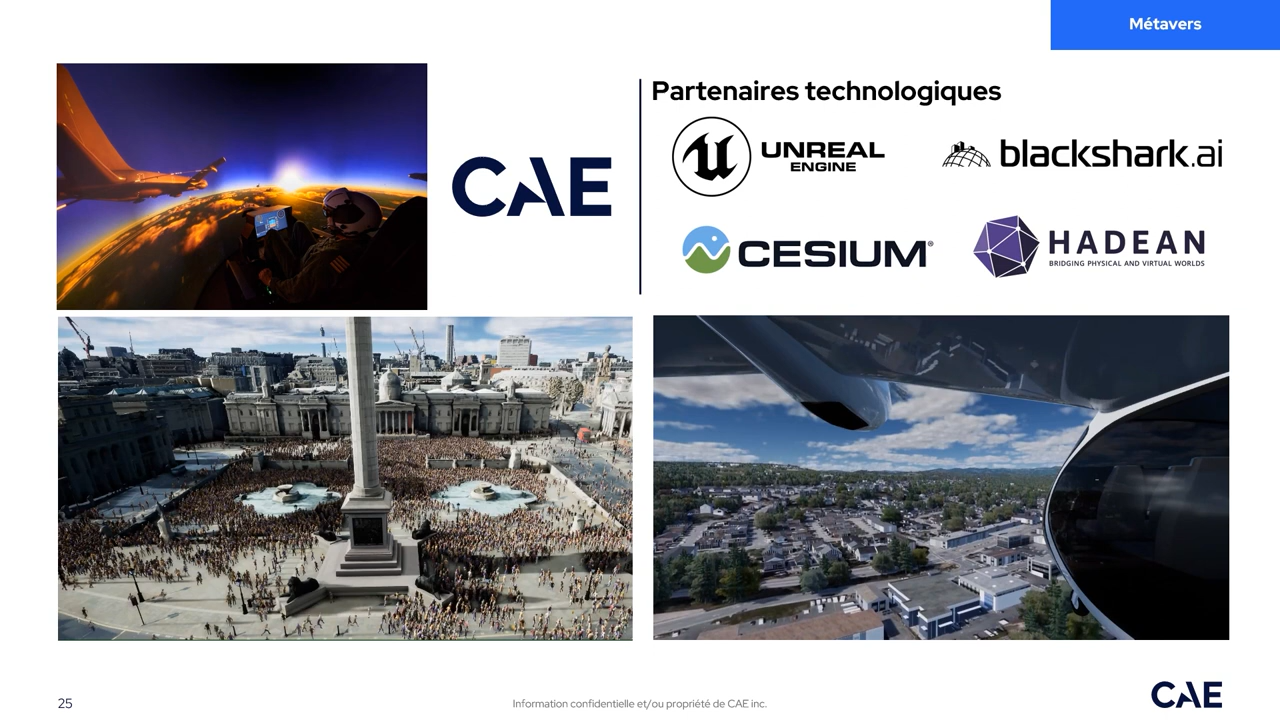 Métavers
CAE
Partenaires technologiques
UNREAL
ENGINE
blackshark.ai
CESIUM®
HADEAN
BRIDGING PHYSICAL AND VIRTUAL WORLDS
25
Information confidentielle et/ou propriété de CAE inc.
CAE